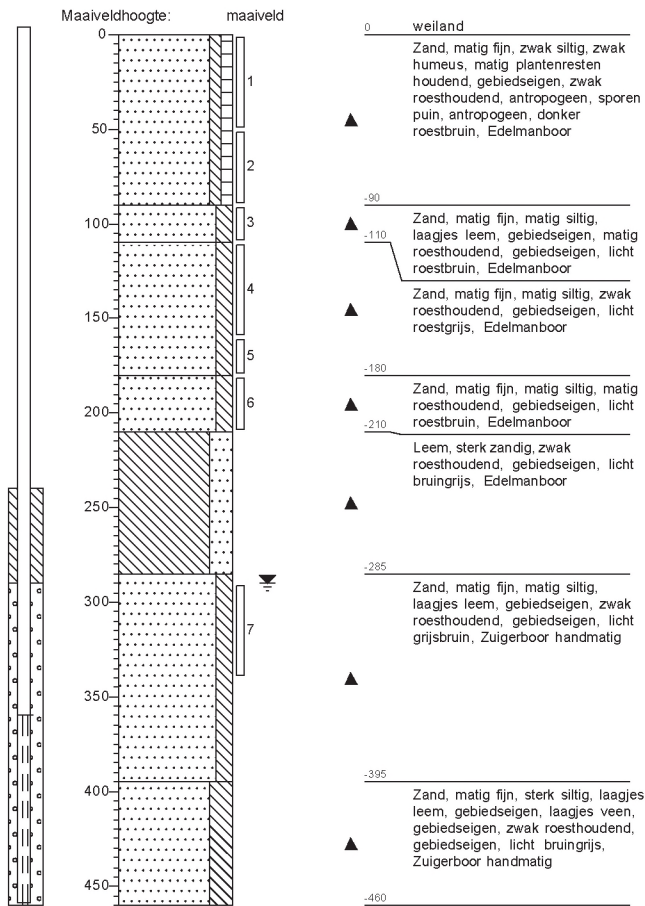 Maaiveldhoogte: maaiveld
0
50
100
150
200
250
300
350
400
450
1
2
3
4
5
6
7
0 weiland
Zand, matig fijn, zwak siltig, zwak
humeus, matig plantenresten
houdend, gebiedseigen, zwak
roesthoudend, antropogeen, sporen
puin, antropogeen, donker
roestbruin, Edelmanboor
-90
Zand, matig fijn, matig siltig,
laagjes leem, gebiedseigen, matig
roesthoudend, gebiedseigen, licht
roestbruin, Edelmanboor
-110
Zand, matig fijn, matig siltig, zwak
roesthoudend, gebiedseigen, licht
roestgrijs, Edelmanboor
-180
Zand, matig fijn, matig siltig, matig
roesthoudend, gebiedseigen, licht
roestbruin, Edelmanboor
-210
Leem, sterk zandig, zwak
roesthoudend, gebiedseigen, licht
bruingrijs, Edelmanboor
-285
Zand, matig fijn, matig siltig,
laagjes leem, gebiedseigen, zwak
roesthoudend, gebiedseigen, licht
grijsbruin, Zuigerboor handmatig
-395
Zand, matig fijn, sterk siltig, laagjes
leem, gebiedseigen, laagjes veen,
gebiedseigen, zwak roesthoudend,
gebiedseigen, licht bruingrijs,
Zuigerboor handmatig
-460